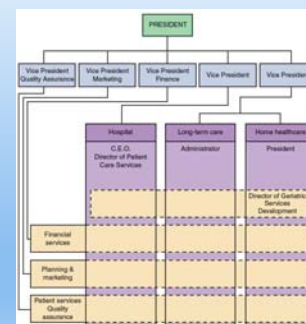 PRESIDENT
Vice President
Quality Assurance
Vice President
Marketing
Vice President
Finance
Vice President
Vice President
Hospital
Long-term care
Home healthcare
C.E.O.
Director of Patient
Care Services
Administrator
President
Director of Geriatric
Services
Development
Financial
services
Planning &
marketing
Patient services
Quality
assurance